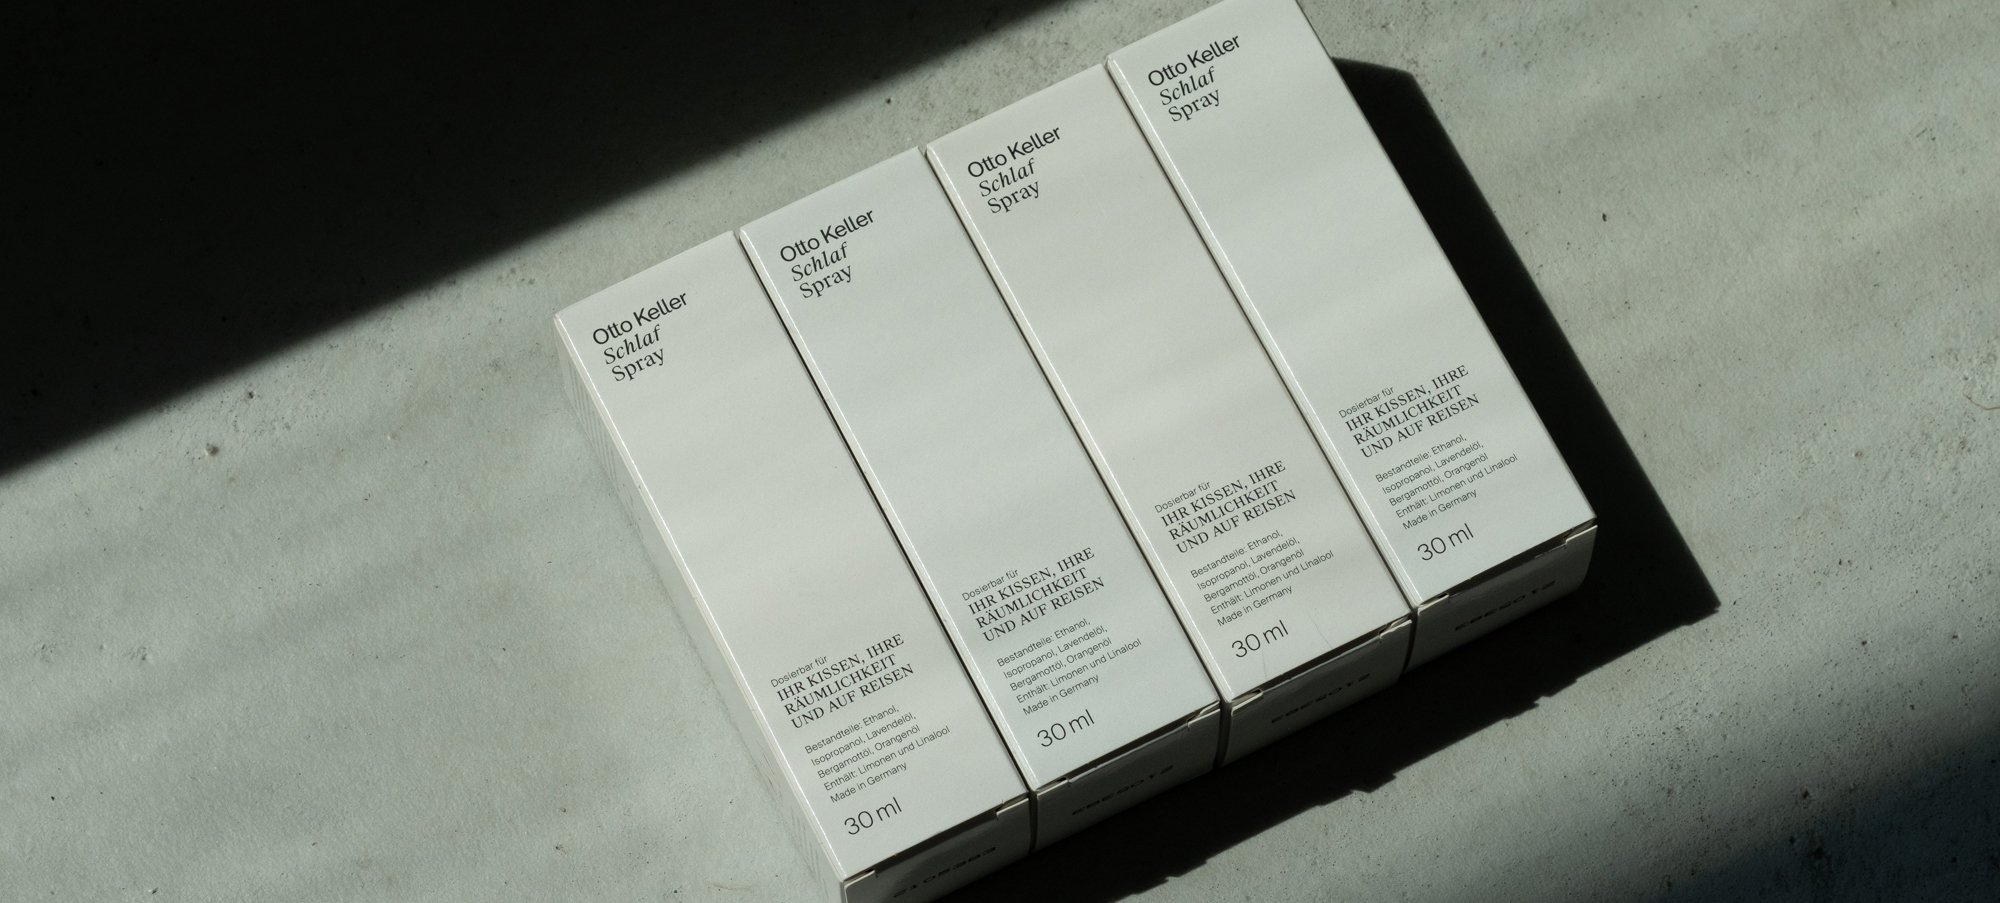 Otto Keller
Schlaf
Spray
Dosierbar für
IHR KISSEN, IHRE
RÄUMLICHKEIT
UND AUF REISEN
Bestandteile: Ethanol,
Isopropanol, Lavendelöl,
Bergamottöl, Orangenöl
Enthält: Limonen und Linalool
Made in Germany
30 ml
Otto Keller
Schlaf
Spray
Dosierbar für
IHR KISSEN, IHRE
RÄUMLICHKEIT
UND AUF REISEN
Bestandteile: Ethanol,
Isopropanol, Lavendelöl,
Bergamottöl, Orangenöl
Enthält: Limonen und Linalool
Made in Germany
30 ml
Otto Keller
Schlaf
Spray
Dosierbar für
IHR KISSEN, IHRE
RÄUMLICHKEIT
UND AUF REISEN
Bestandteile: Ethanol,
Isopropanol, Lavendelöl,
Bergamottöl, Orangenöl
Enthält: Limonen und Linalool
Made in Germany
30 ml
Otto Keller
Schlaf
Spray
Dosierbar für
IHR KISSEN, IHRE
RÄUMLICHKEIT
UND AUF REISEN
Bestandteile: Ethanol,
Isopropanol, Lavendelöl,
Bergamottöl, Orangenöl
Enthält: Limonen und Linalool
Made in Germany
30 ml